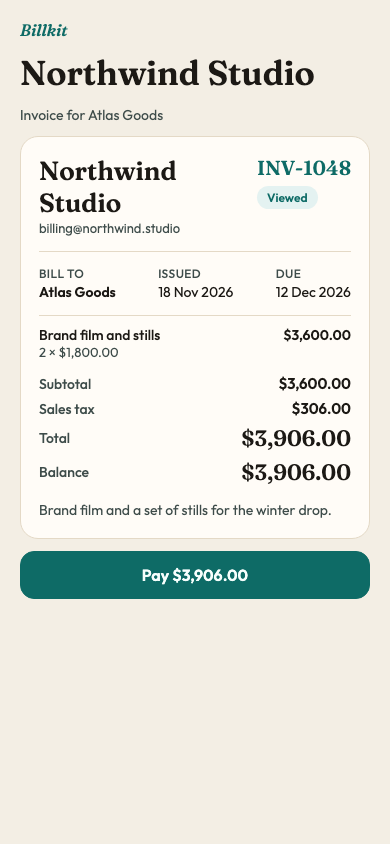 Billkit
Northwind Studio
Invoice for Atlas Goods
Northwind
Studio
billing@northwind.studio
INV-1048
Viewed
BILL TO
Atlas Goods
ISSUED
18 Nov 2026
DUE
12 Dec 2026
Brand film and stills $3,600.00
2 × $1,800.00
Subtotal $3,600.00
Sales tax $306.00
Total $3,906.00
Balance $3,906.00
Brand film and a set of stills for the winter drop.
Pay $3,906.00